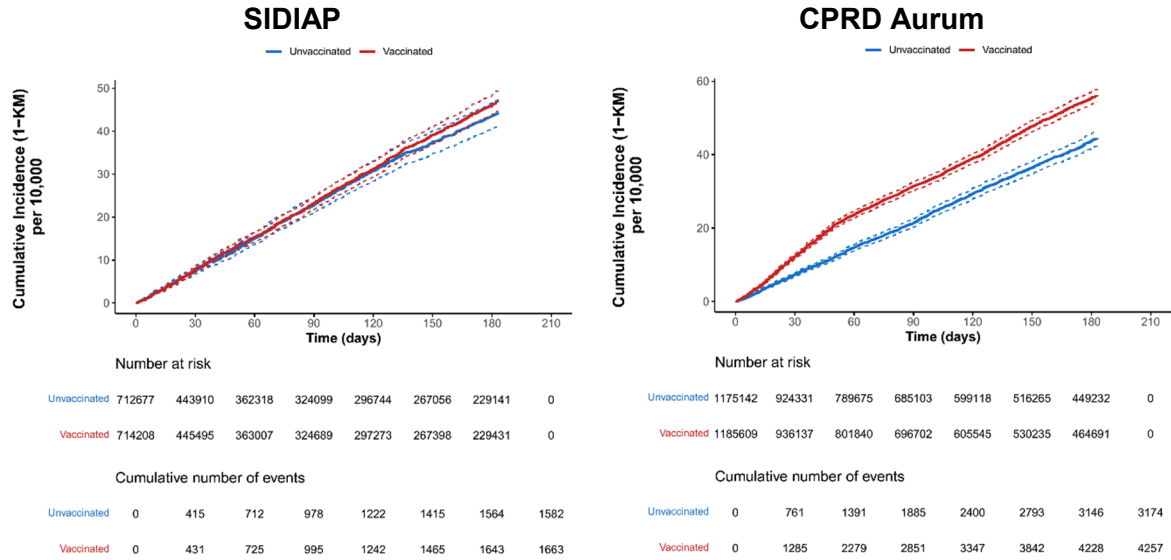 SIDIAP
Unvaccinated Vaccinated
Cumulative Incidence (1−KM)
per 10,000
50
40
30
20
10
0
0 30 60 90 120 150 180 210
Time (days)
Number at risk
Unvaccinated 712677 443910 362318 324099 296744 267056 229141 0
Vaccinated 714208 445495 363007 324689 297273 267398 229431 0
Cumulative number of events
Unvaccinated 0 415 712 978 1222 1415 1564 1582
Vaccinated 0 431 725 995 1242 1465 1643 1663
CPRD Aurum
Unvaccinated Vaccinated
Cumulative Incidence (1−KM)
per 10,000
60
40
20
0
0 30 60 90 120 150 180 210
Time (days)
Number at risk
Unvaccinated 1175142 924331 789675 685103 599118 516265 449232 0
Vaccinated 1185609 936137 801840 696702 605545 530235 464691 0
Cumulative number of events
Unvaccinated 0 761 1391 1885 2400 2793 3146 3174
Vaccinated 0 1285 2279 2851 3347 3842 4228 4257